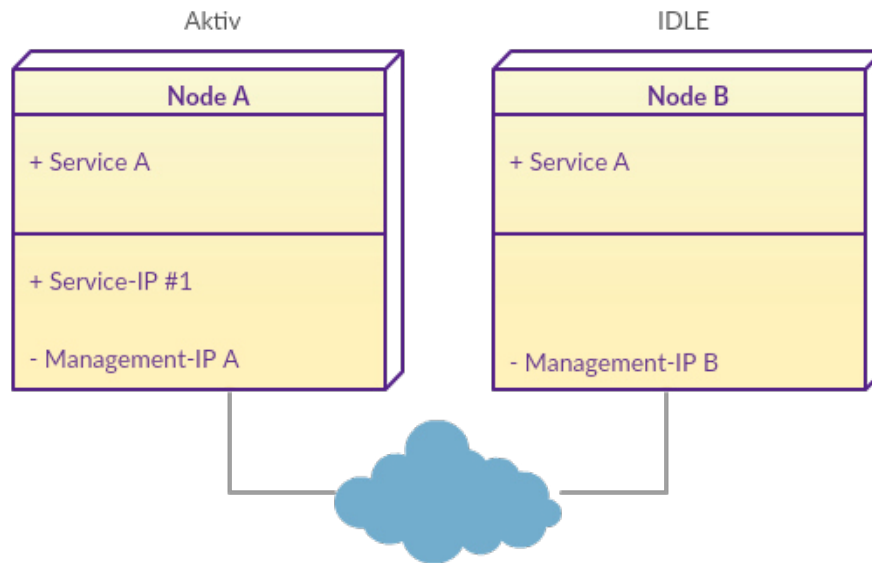 Aktiv
IDLE
Node A
Node B
+ Service A
+ Service A
+ Service-IP #1
- Management-IP A
- Management-IP B